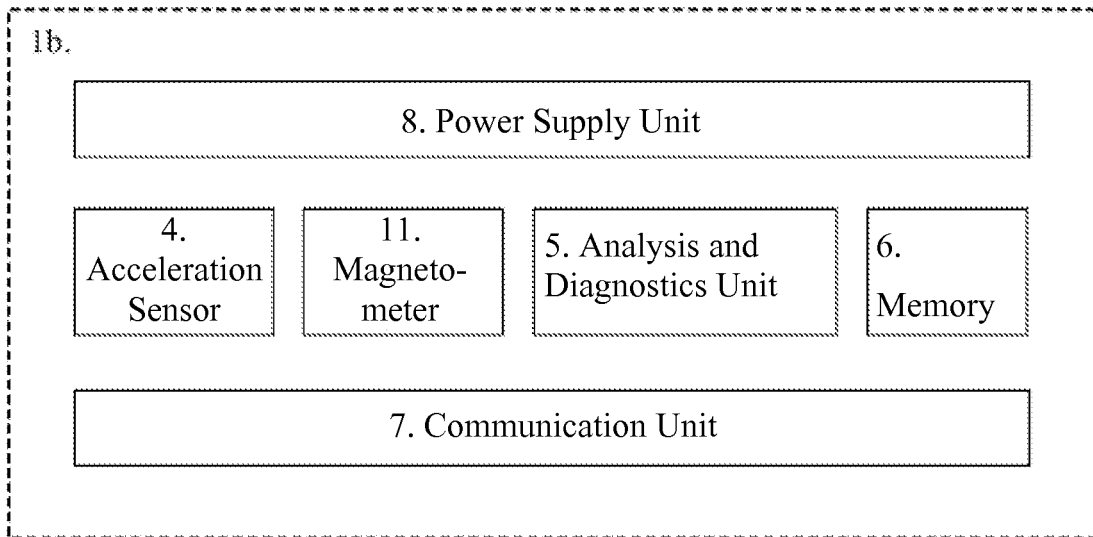 1b.
8. Power Supply Unit
4.
Acceleration
Sensor
11.
Magneto-
meter
5. Analysis and
Diagnostics Unit
6.
Memory
7. Communication Unit